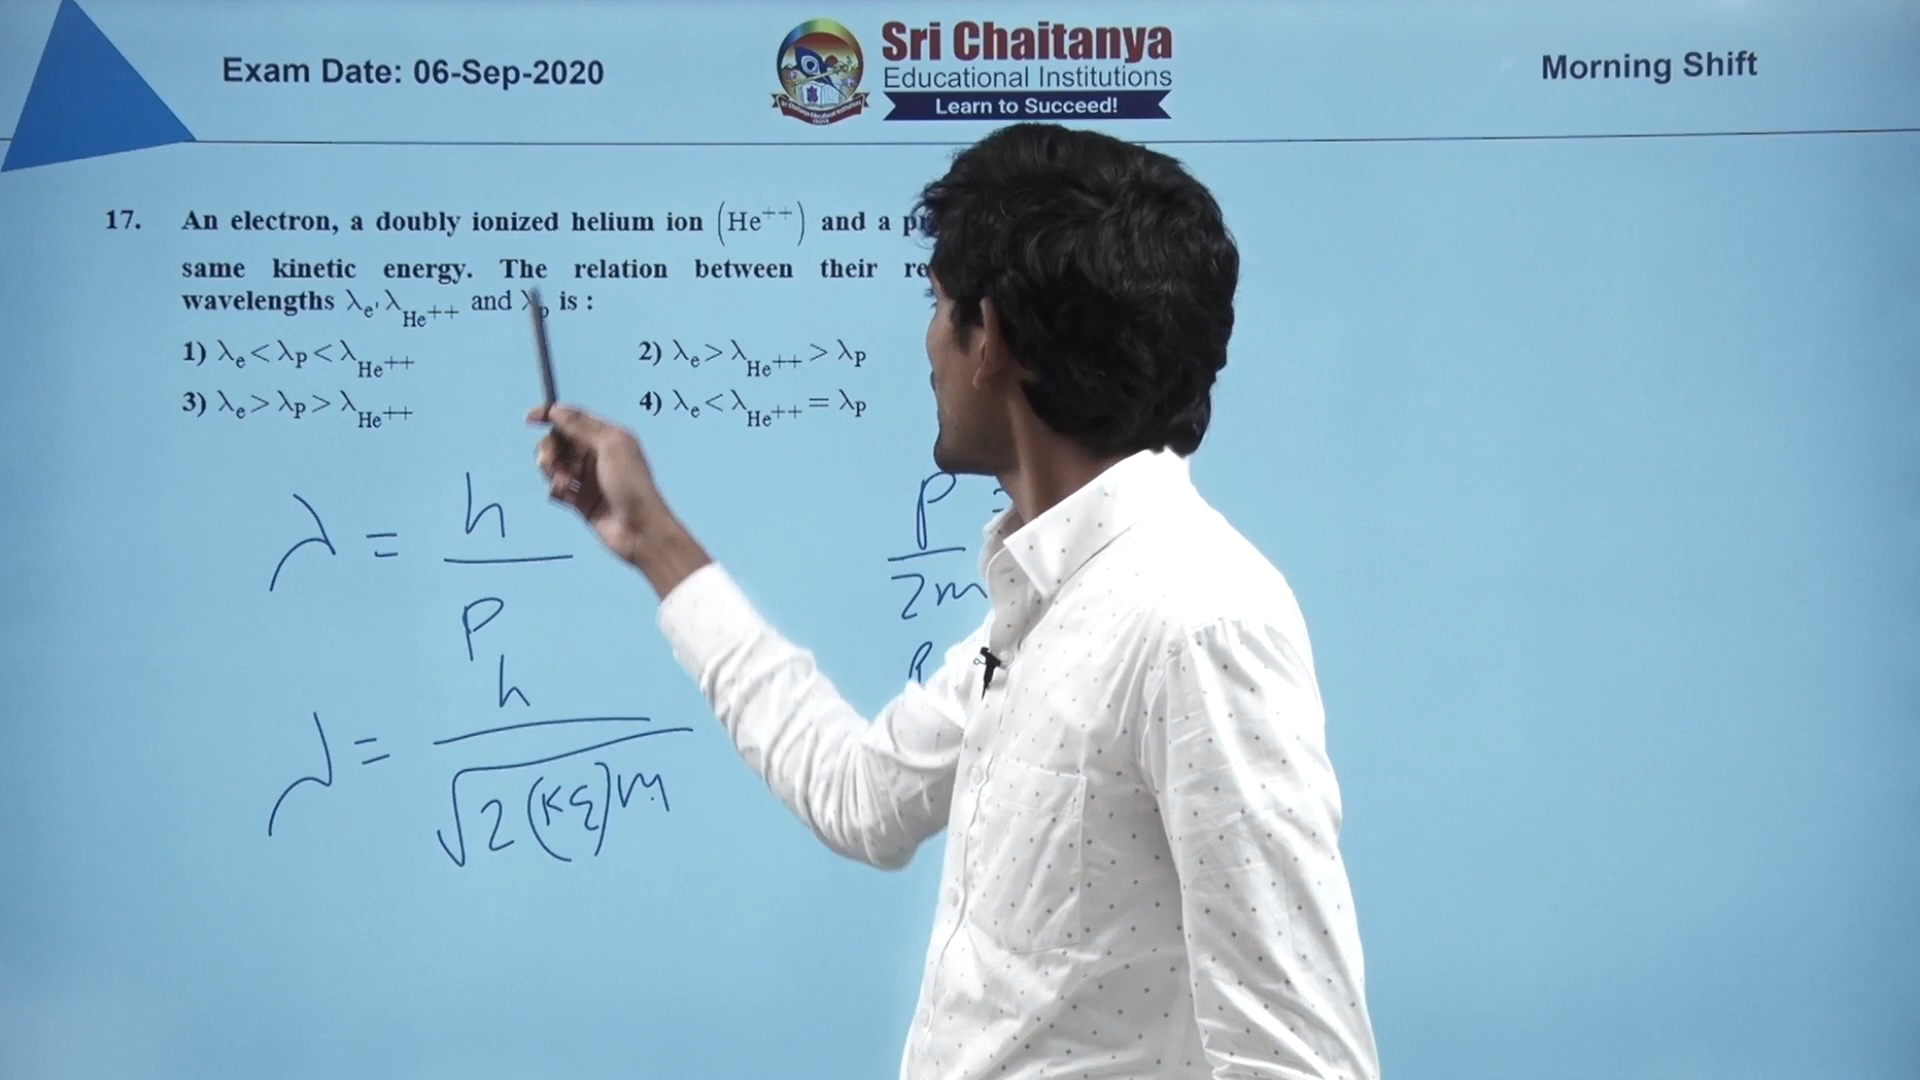 Exam Date: 06-Sep-2020
Sri Chaitanya
Educational Institutions
Learn to Succeed!
Morning Shift
17. An electron, a doubly ionized helium ion (He⁺⁺) and a
same kinetic energy. The relation between their
wavelengths λe, λHe⁺⁺ and λp is :
1) λe < λP < λHe⁺⁺
2) λe > λHe⁺⁺ > λP
3) λe > λP > λHe⁺⁺
4) λe < λHe⁺⁺ = λP
λ = h/P
P/2m
λ = h/√2(KE)m